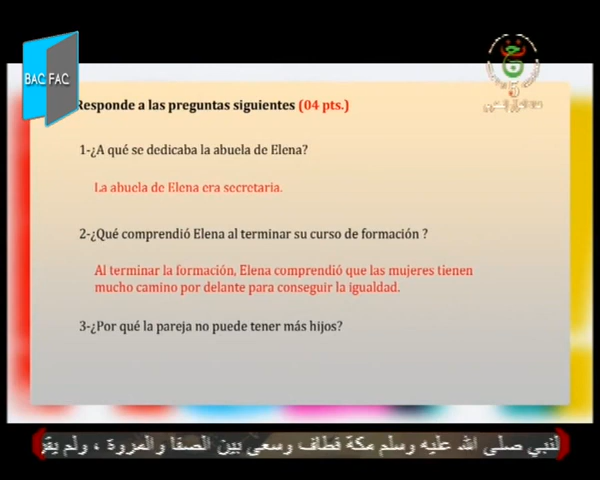 BAC FAC
Responde a las preguntas siguientes (04 pts.)
1-¿A qué se dedicaba la abuela de Elena?
La abuela de Elena era secretaria.
2-¿Qué comprendió Elena al terminar su curso de formación ?
Al terminar la formación, Elena comprendió que las mujeres tienen
mucho camino por delante para conseguir la igualdad.
3-¿Por qué la pareja no puede tener más hijos?
لنبي صلى الله عليه وسلم مكة فطاف وسعى بين الصفا والمروة ، ولم يقر